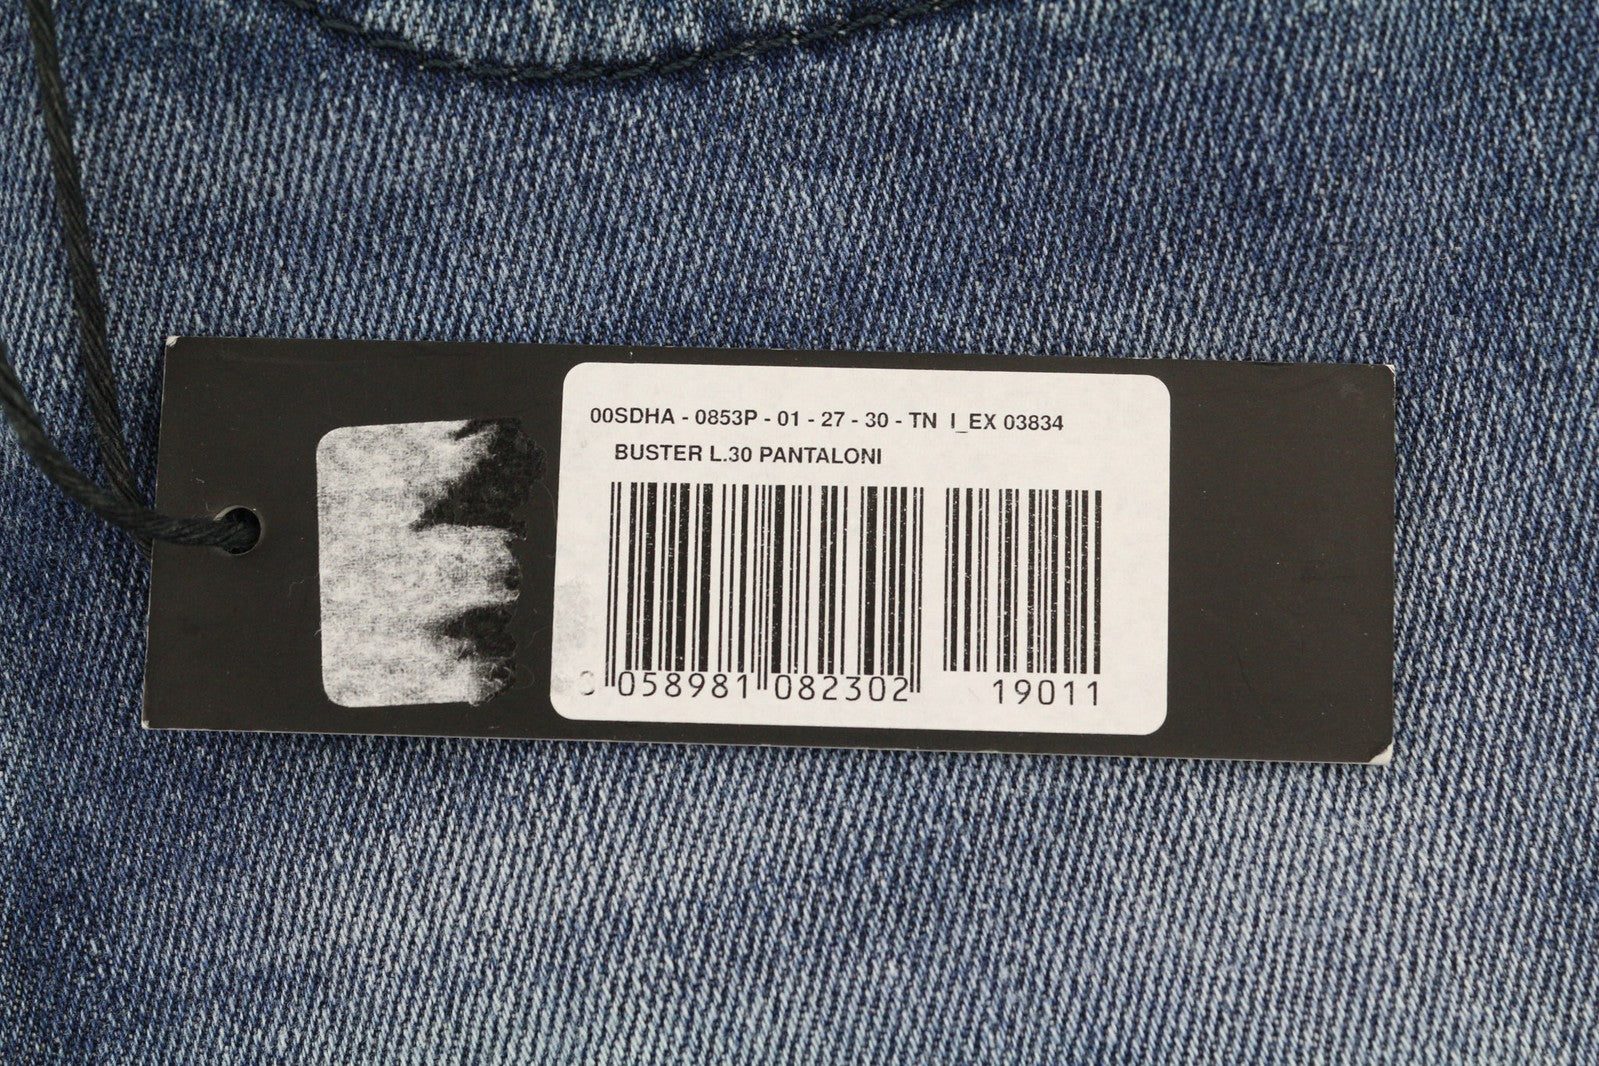 00SDHA - 0853P - 01 - 27 - 30 - TN I_EX 03834
BUSTER L.30 PANTALONI
058981 082302 19011